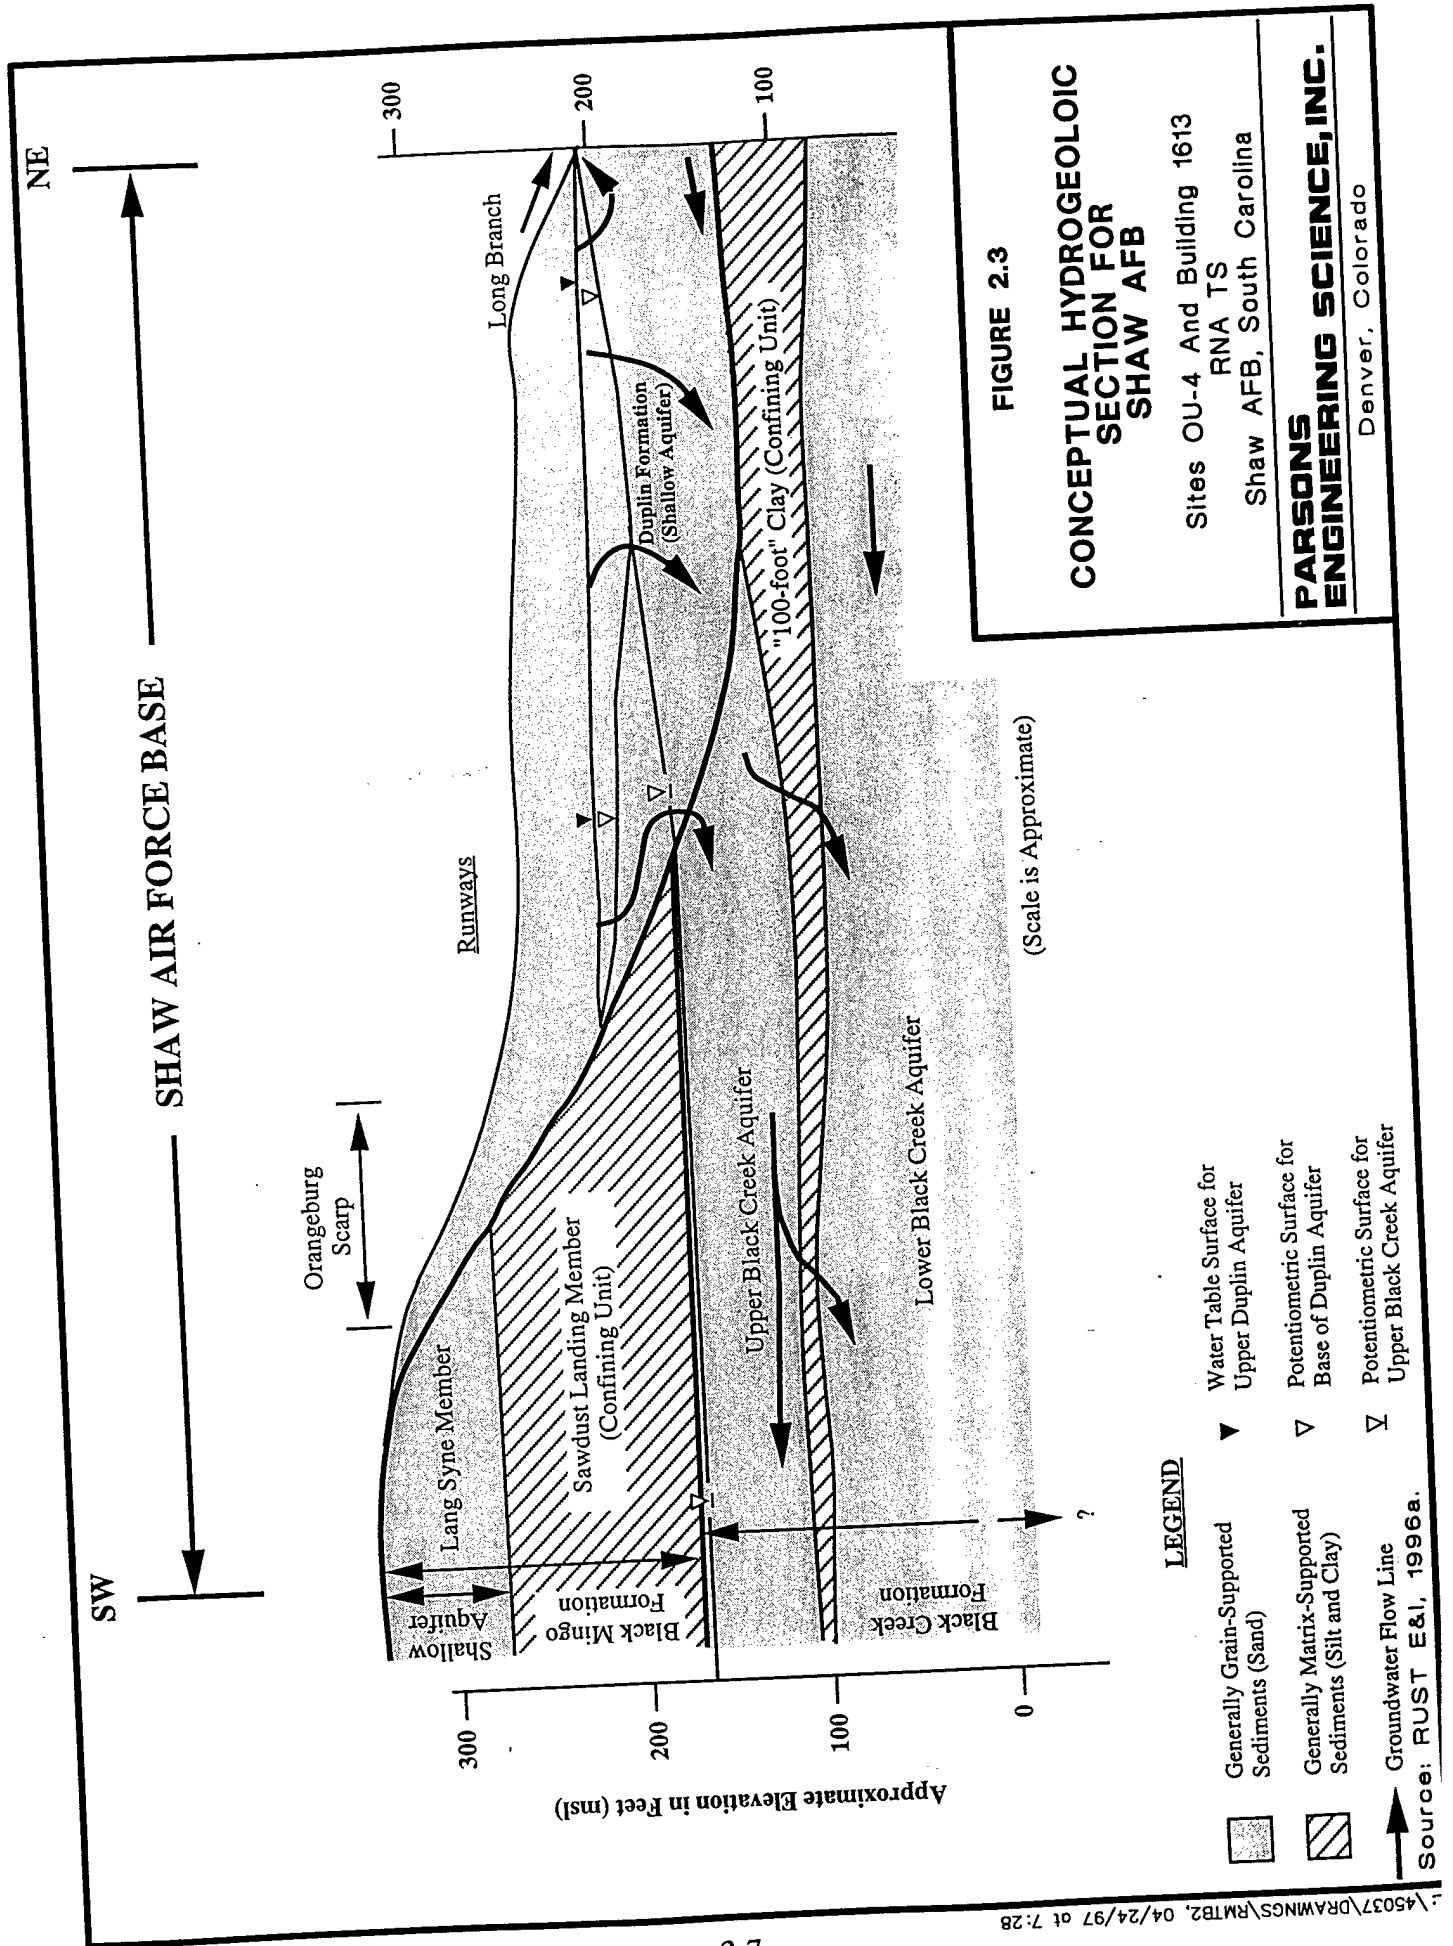 SHAW AIR FORCE BASE
SW
NE
Orangeburg
Scarp
Runways
Long Branch
300
200
100
0
300
200
100
Approximate Elevation in Feet (msl)
Shallow
Aquifer
Black Mingo
Formation
Black Creek
Formation
Lang Syne Member
Sawdust Landing Member
(Confining Unit)
Duplin Formation
(Shallow Aquifer)
"100-foot" Clay (Confining Unit)
Upper Black Creek Aquifer
Lower Black Creek Aquifer
?
(Scale is Approximate)
LEGEND
Generally Grain-Supported
Sediments (Sand)
Generally Matrix-Supported
Sediments (Silt and Clay)
Groundwater Flow Line
Water Table Surface for
Upper Duplin Aquifer
Potentiometric Surface for
Base of Duplin Aquifer
Potentiometric Surface for
Upper Black Creek Aquifer
Source: RUST E&I, 1996a.
FIGURE 2.3
CONCEPTUAL HYDROGEOLOIC
SECTION FOR
SHAW AFB
Sites OU-4 And Building 1613
RNA TS
Shaw AFB, South Carolina
PARSONS
ENGINEERING SCIENCE, INC.
Denver, Colorado
\45037\DRAWINGS\RMTB2, 04/24/97 at 7:28